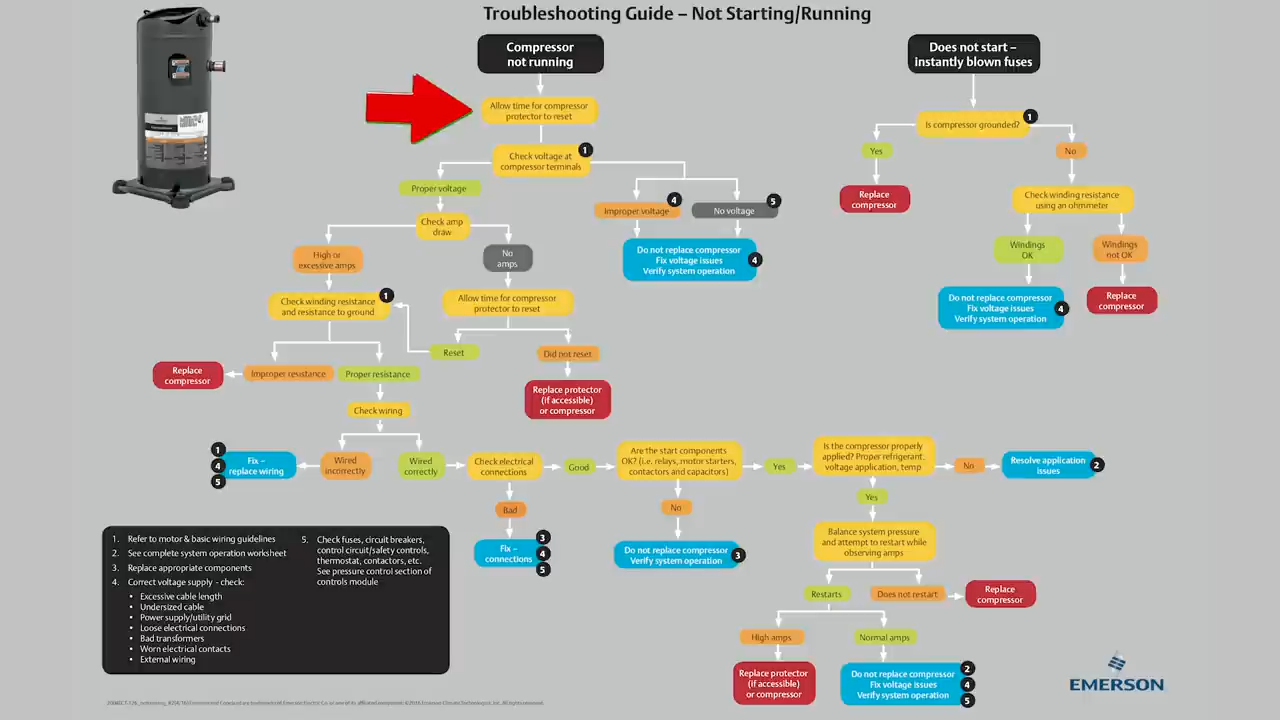 Troubleshooting Guide – Not Starting/Running
Compressor
not running
Does not start –
instantly blown fuses
Allow time for compressor
protector to reset
Is compressor grounded?
1
Check voltage at
compressor terminals
1
Yes
No
Proper voltage
Replace
compressor
Check winding resistance
using an ohmmeter
Improper voltage
4
No voltage
5
Check amp
draw
High or
excessive amps
No
amps
Do not replace compressor
Fix voltage issues
Verify system operation
4
Windings
OK
Windings
not OK
Check winding resistance
and resistance to ground
1
Allow time for compressor
protector to reset
Do not replace compressor
Fix voltage issues
Verify system operation
4
Replace
compressor
Reset
Did not reset
Replace
compressor
Improper resistance
Proper resistance
Replace protector
(if accessible)
or compressor
Check wiring
1
4
5
Fix –
replace wiring
Wired
incorrectly
Wired
correctly
Check electrical
connections
Good
Are the start components
OK? (i.e. relays, motor starters,
contactors and capacitors)
Yes
Is the compressor properly
applied? Proper refrigerant,
voltage application, temp
No
Resolve application
issues
2
Bad
No
Yes
Fix –
connections
3
4
5
Do not replace compressor
Verify system operation
3
Balance system pressure
and attempt to restart while
observing amps
Restarts
Does not restart
Replace
compressor
High amps
Normal amps
Replace protector
(if accessible)
or compressor
Do not replace compressor
Fix voltage issues
Verify system operation
2
4
5
1. Refer to motor & basic wiring guidelines
2. See complete system operation worksheet
3. Replace appropriate components
4. Correct voltage supply - check:
• Excessive cable length
• Undersized cable
• Power supply/utility grid
• Loose electrical connections
• Bad transformers
• Worn electrical contacts
• External wiring
5. Check fuses, circuit breakers,
control circuit/safety controls,
thermostat, contactors, etc.
See pressure control section of
controls module
EMERSON